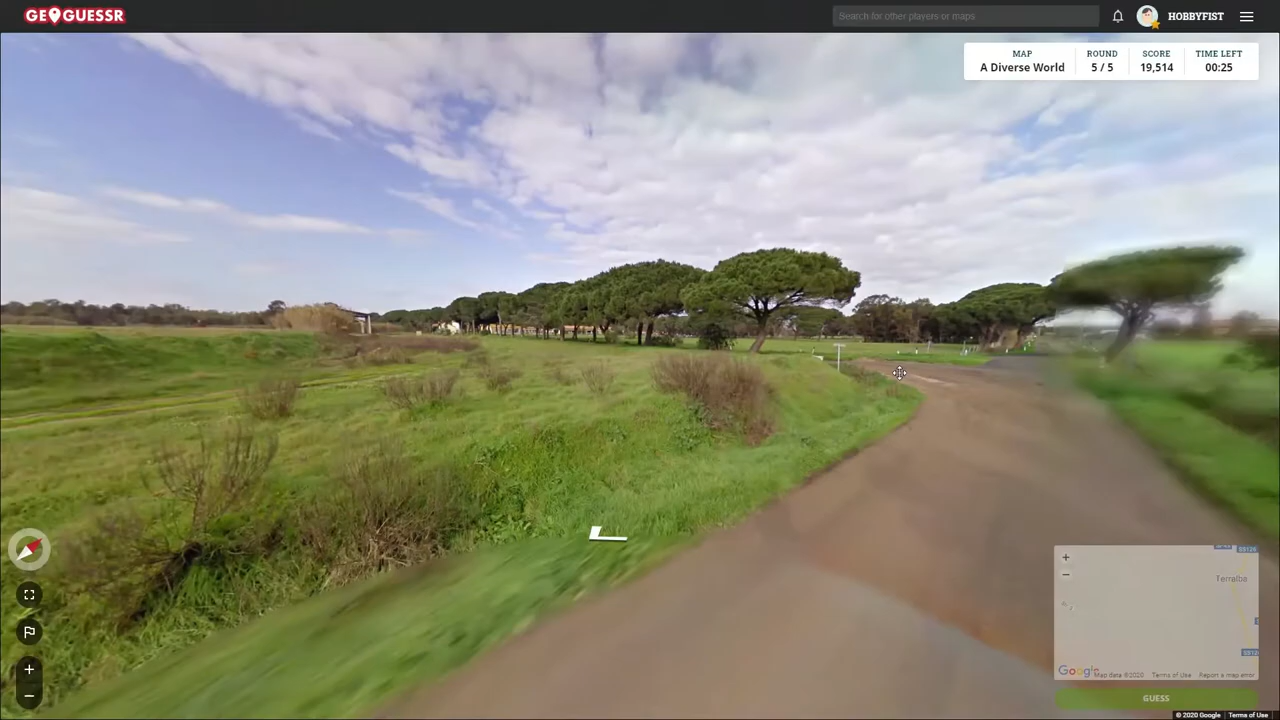 GEOGUESSR
Search for other players or maps
HOBBYFIST
MAP
A Diverse World
ROUND
5 / 5
SCORE
19,514
TIME LEFT
00:25
SS126
Terralba
Google
Map data ©2020
Terms of Use
Report a map error
GUESS
© 2020 Google
Terms of Use